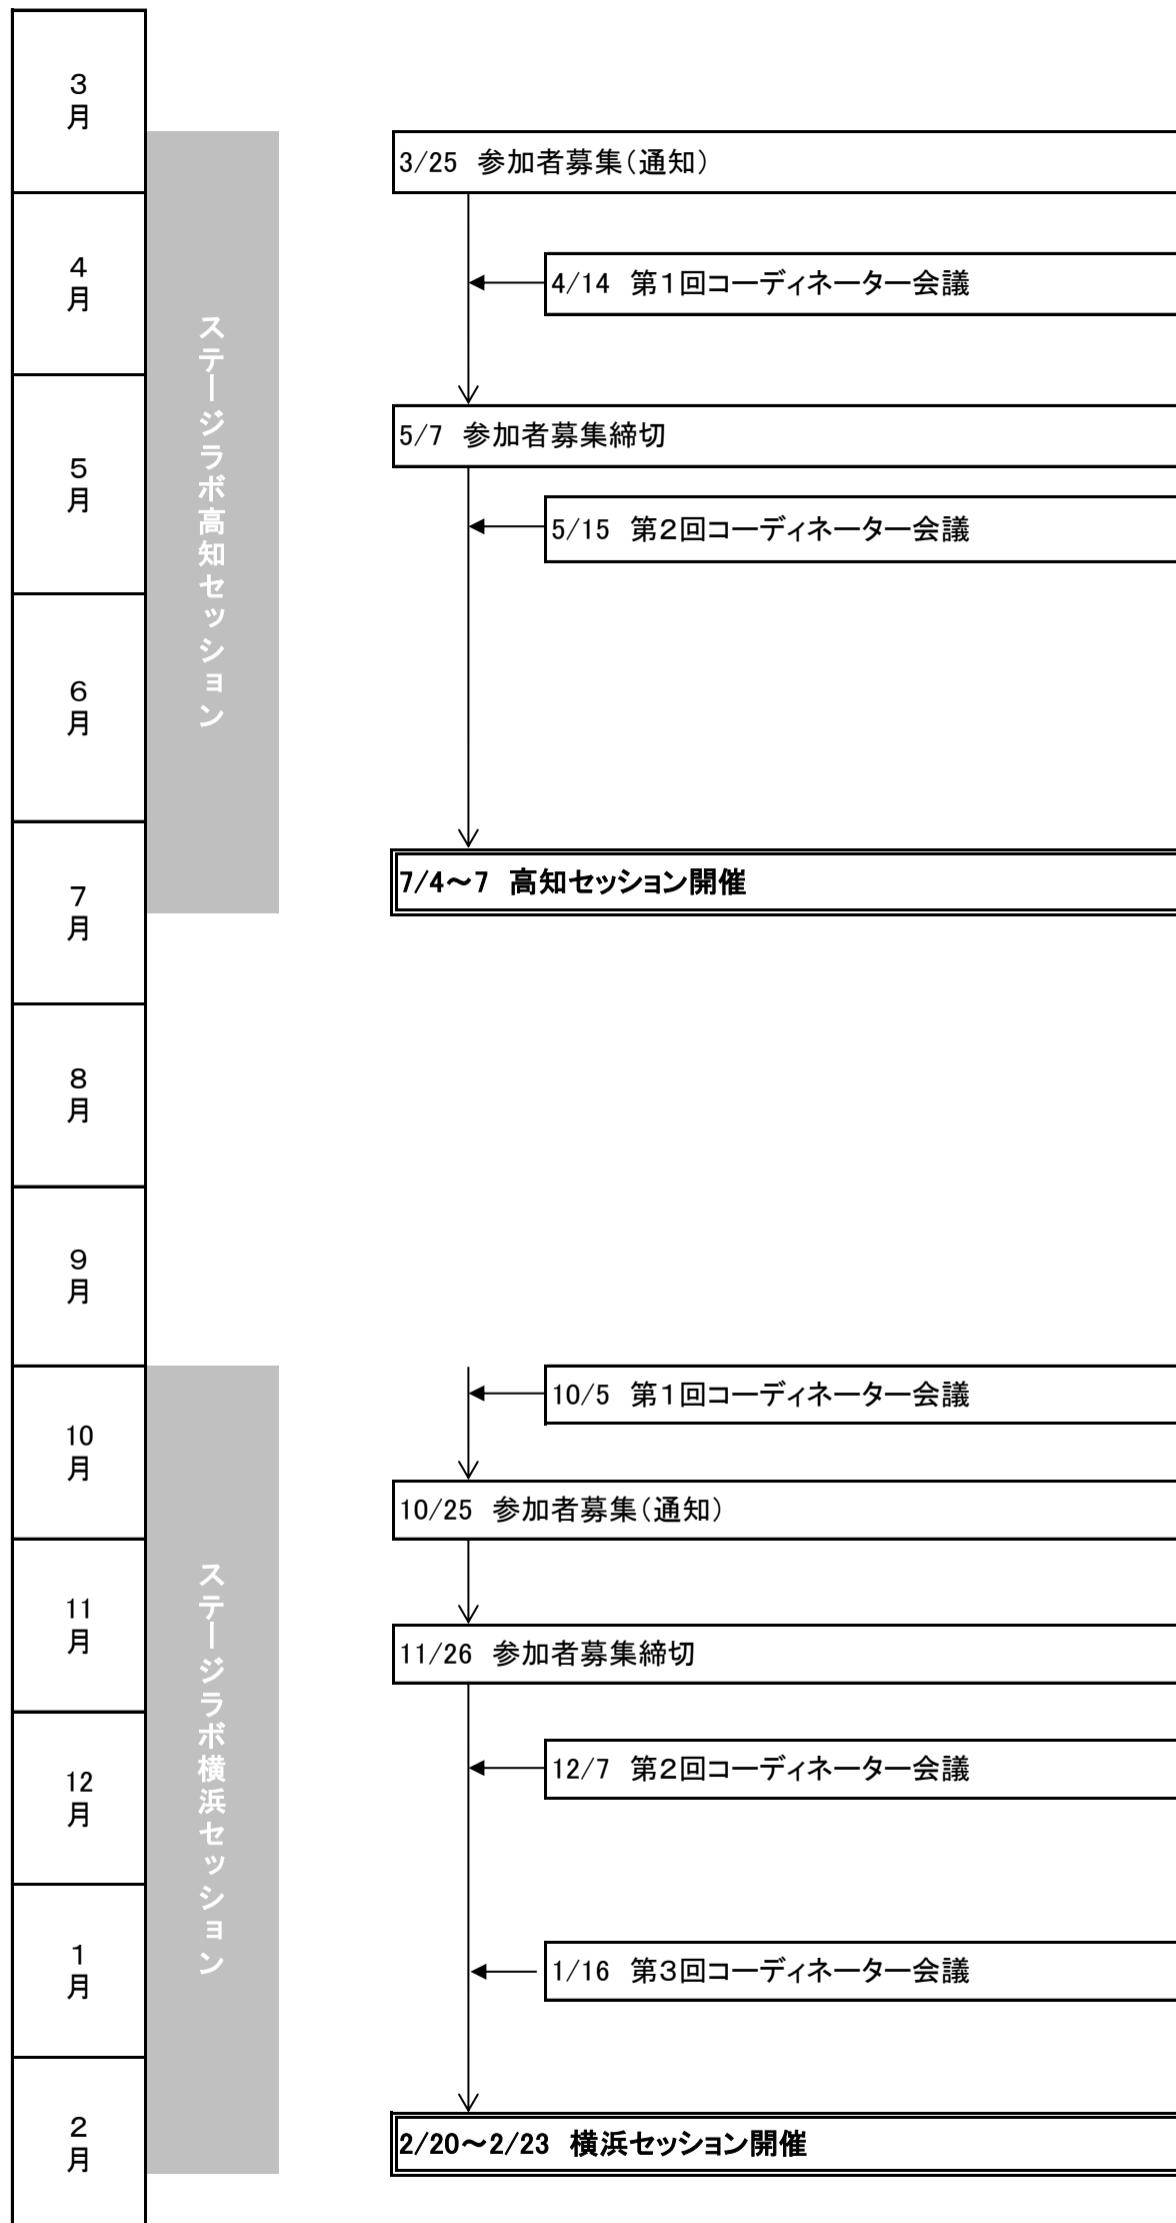 3月
3/25 参加者募集（通知）
4月
4/14 第1回コーディネーター会議
ステージラボ高知セッション
5/7 参加者募集締切
5月
5/15 第2回コーディネーター会議
6月
7月
7/4～7 高知セッション開催
8月
9月
10月
10/5 第1回コーディネーター会議
10/25 参加者募集（通知）
ステージラボ横浜セッション
11月
11/26 参加者募集締切
12月
12/7 第2回コーディネーター会議
1月
1/16 第3回コーディネーター会議
2月
2/20～2/23 横浜セッション開催